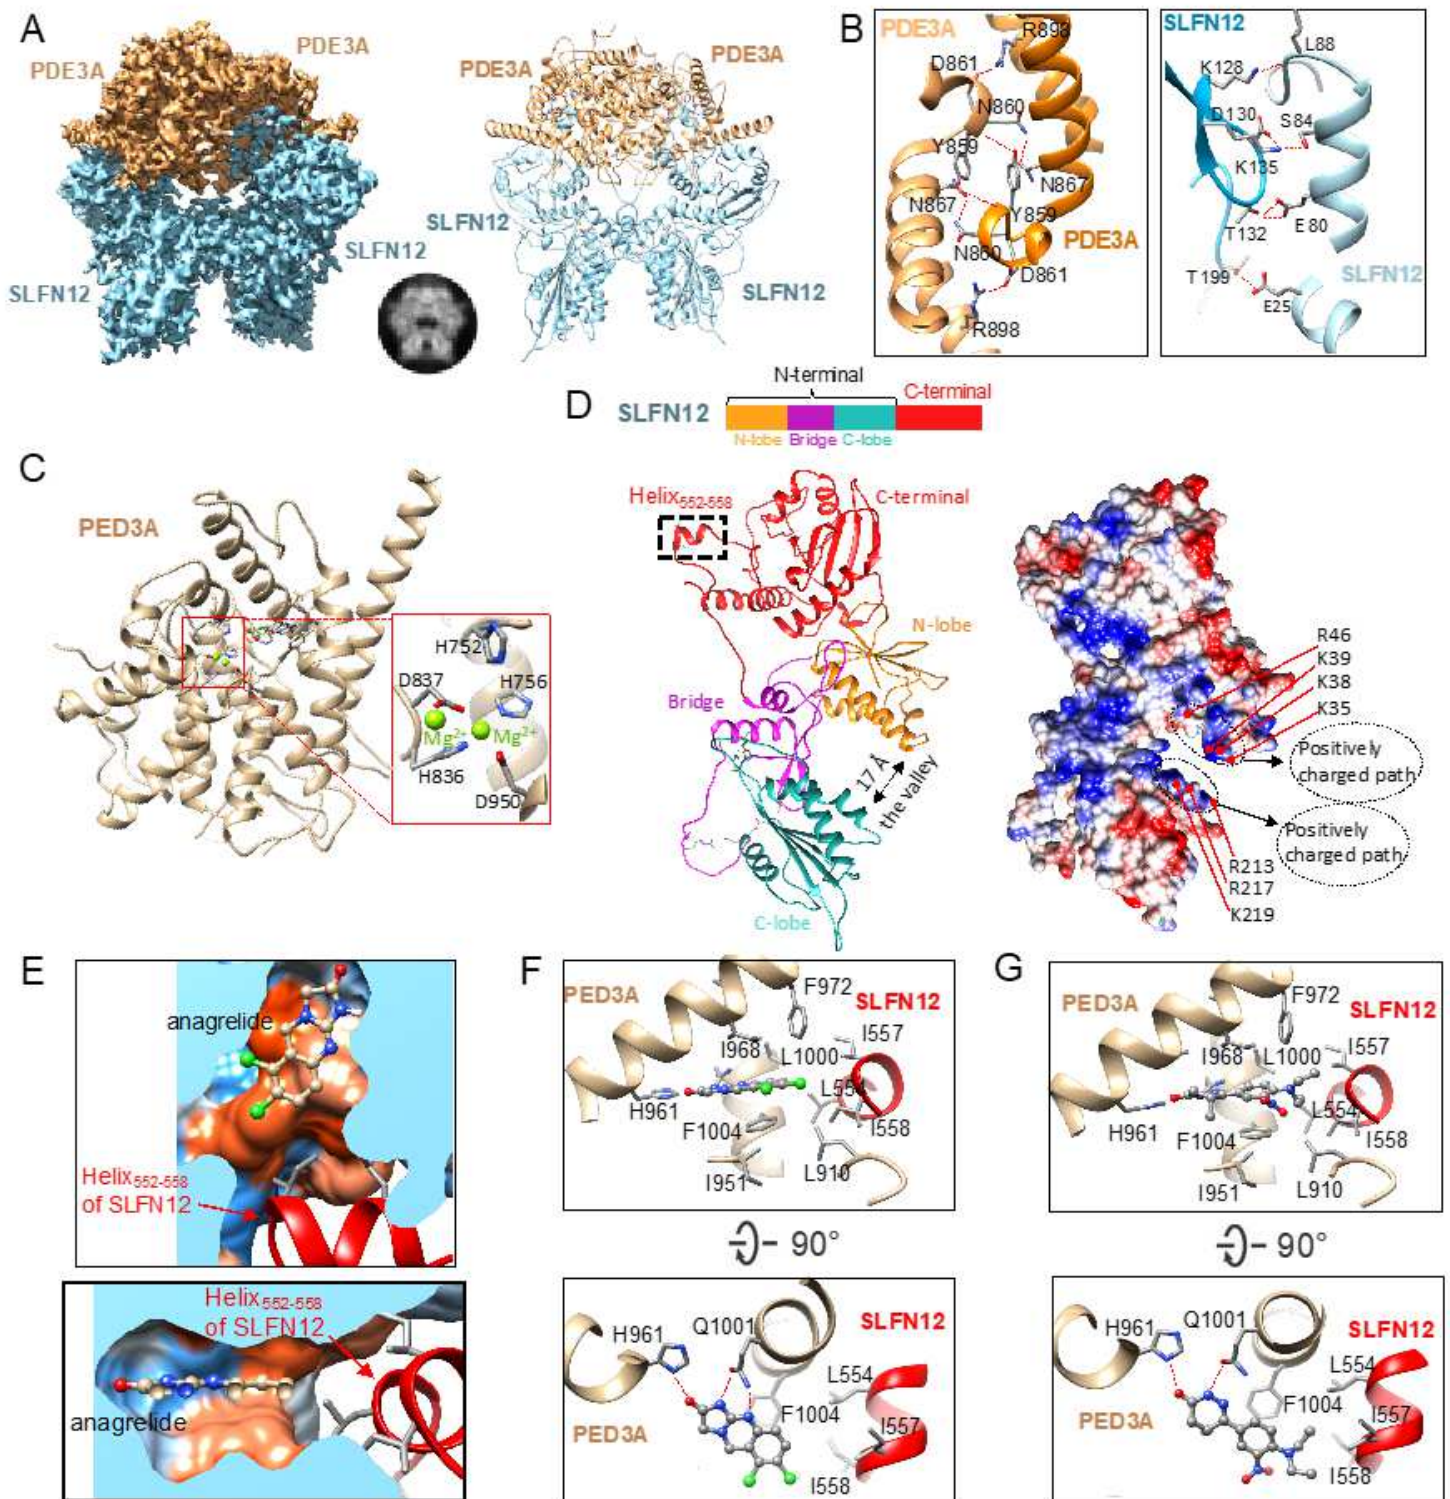 A
PDE3A
PDE3A
SLFN12
SLFN12
PDE3A
PDE3A
SLFN12
SLFN12
B
PDE3A
R898
D861
N860
Y859
N867
N867
Y859
N860
PDE3A
D861
R898
SLFN12
L88
K128
D130
S84
K135
T132
E80
T199
SLFN12
E25
C
PED3A
H752
D837
H756
Mg2+
Mg2+
H836
D950
D
N-terminal
C-terminal
SLFN12
N-lobe Bridge C-lobe
Helix552-558
C-terminal
N-lobe
Bridge
17 Å
the valley
C-lobe
R46
K39
K38
K35
Positively
charged path
Positively
charged path
R213
R217
K219
E
anagrelide
Helix552-558
of SLFN12
Helix552-558
of SLFN12
anagrelide
F
PED3A
F972
SLFN12
I557
I968
L1000
L554
H961
F1004
I558
L910
I951
90°
H961
Q1001
SLFN12
L554
F1004
PED3A
I557
I558
G
PED3A
F972
SLFN12
I557
I968
L1000
L554
H961
F1004
I558
I951
L910
90°
H961
Q1001
SLFN12
L554
F1004
PED3A
I557
I558